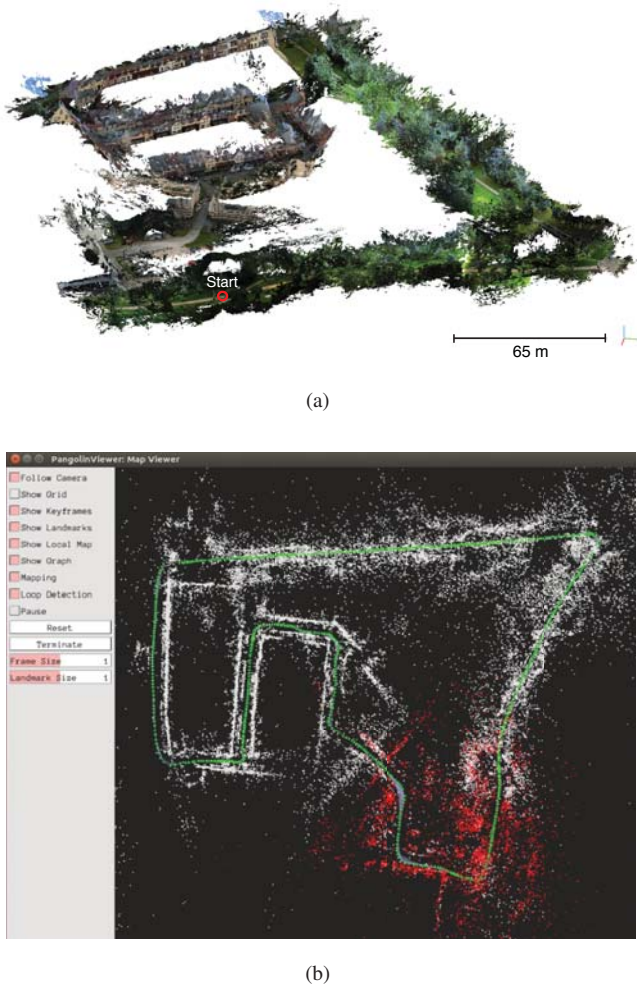 Start
65 m
(a)
PangolinViewer: Map Viewer
Follow Camera
Show Grid
Show Keyframes
Show Landmarks
Show Local Map
Show Graph
Mapping
Loop Detection
Pause
Reset
Terminate
Frame Size 1
Landmark Size 1
(b)